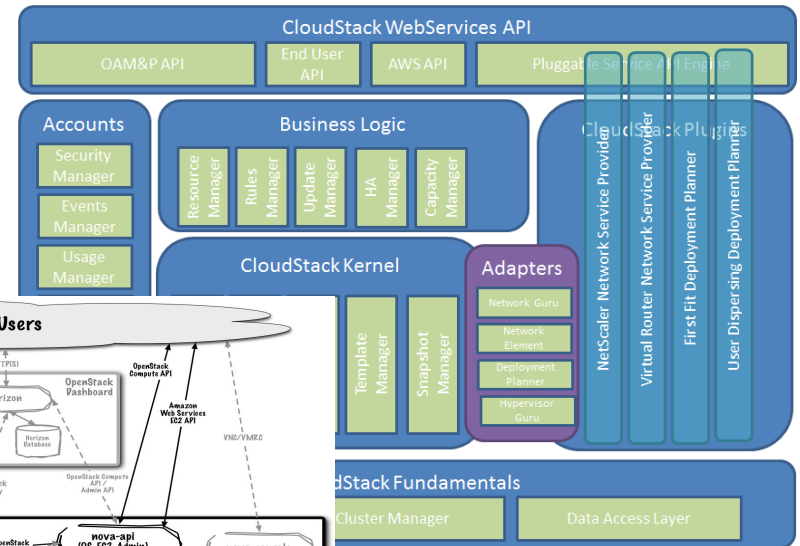 CloudStack WebServices API
OAM&P API
End User
API
AWS API
Pluggable Service API Engine
Accounts
Security
Manager
Events
Manager
Usage
Manager
Business Logic
Resource
Manager
Rules
Manager
Update
Manager
HA
Manager
Capacity
Manager
CloudStack Plugins
NetScaler Network Service Provider
Virtual Router Network Service Provider
First Fit Deployment Planner
User Dispersing Deployment Planner
CloudStack Kernel
Template
Manager
Snapshot
Manager
Adapters
Network Guru
Network
Element
Deployment
Planner
Hypervisor
Guru
Stack Fundamentals
Cluster Manager
Data Access Layer
Users
OpenStack
Dashboard
Horizon
Database
OpenStack
Compute API
Amazon
Web Services
EC2 API
VNC/VMRC
OpenStack Compute
API /
Admin API
nova-api
(OS, EC2, Admin)